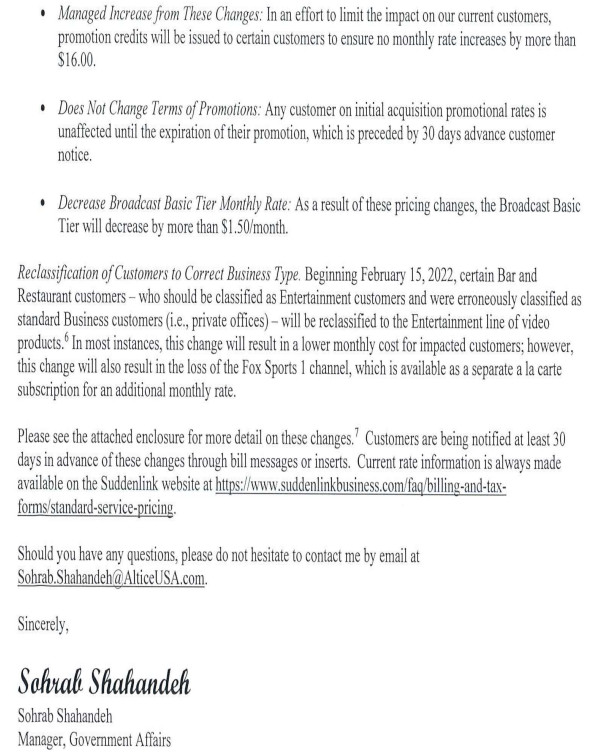 • Managed Increase from These Changes: In an effort to limit the impact on our current customers,
promotion credits will be issued to certain customers to ensure no monthly rate increases by more than
$16.00.
• Does Not Change Terms of Promotions: Any customer on initial acquisition promotional rates is
unaffected until the expiration of their promotion, which is preceded by 30 days advance customer
notice.
• Decrease Broadcast Basic Tier Monthly Rate: As a result of these pricing changes, the Broadcast Basic
Tier will decrease by more than $1.50/month.
Reclassification of Customers to Correct Business Type. Beginning February 15, 2022, certain Bar and
Restaurant customers – who should be classified as Entertainment customers and were erroneously classified as
standard Business customers (i.e., private offices) – will be reclassified to the Entertainment line of video
products.6 In most instances, this change will result in a lower monthly cost for impacted customers; however,
this change will also result in the loss of the Fox Sports 1 channel, which is available as a separate a la carte
subscription for an additional monthly rate.
Please see the attached enclosure for more detail on these changes.7 Customers are being notified at least 30
days in advance of these changes through bill messages or inserts. Current rate information is always made
available on the Suddenlink website at https://www.suddenlinkbusiness.com/faq/billing-and-tax-
forms/standard-service-pricing.
Should you have any questions, please do not hesitate to contact me by email at
Sohrab.Shahandeh@AlticeUSA.com.
Sincerely,
Sohrab Shahandeh
Sohrab Shahandeh
Manager, Government Affairs